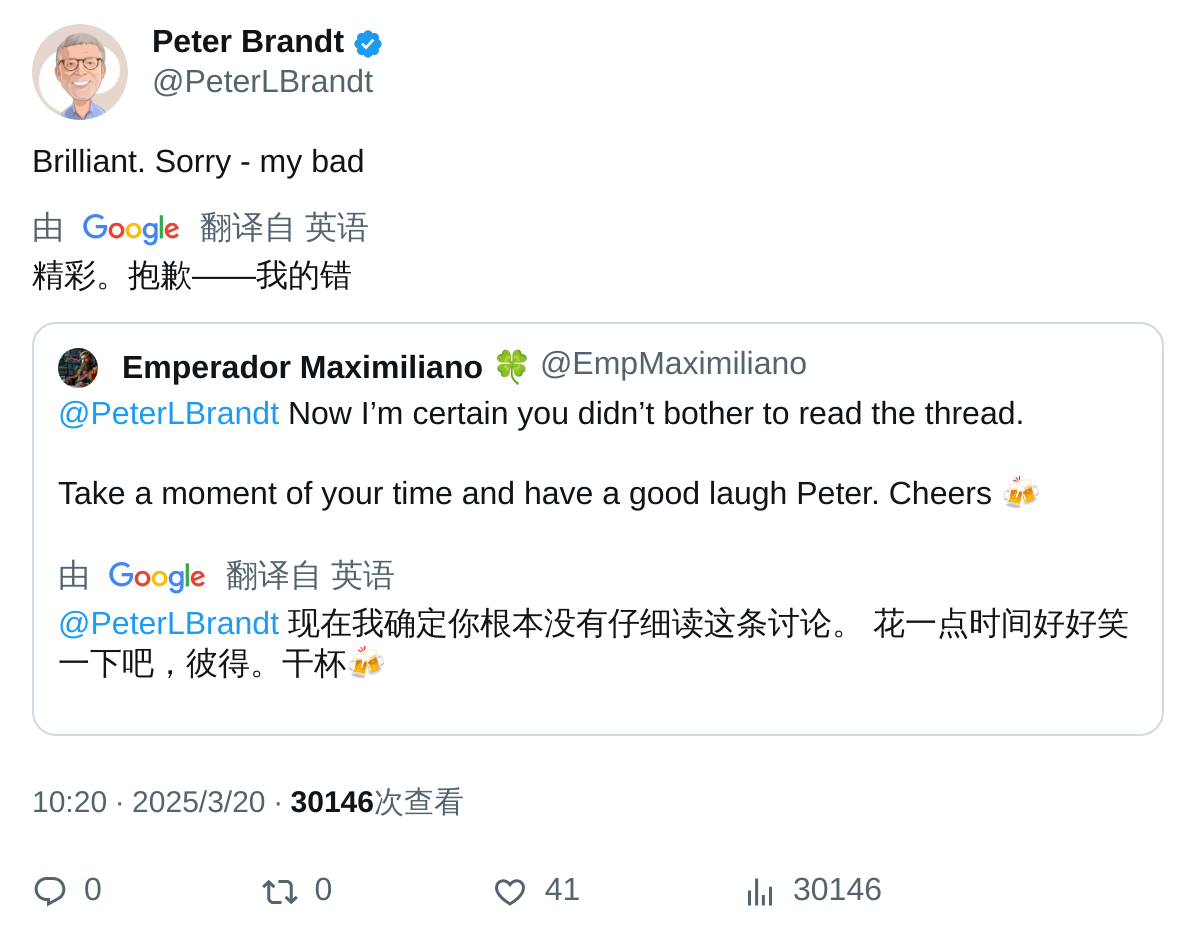 Peter Brandt
@PeterLBrandt
Brilliant. Sorry - my bad
由 Google 翻译自 英语
精彩。抱歉——我的错
Emperador Maximiliano 🍀 @EmpMaximiliano
@PeterLBrandt Now I’m certain you didn’t bother to read the thread.
Take a moment of your time and have a good laugh Peter. Cheers 🍻
由 Google 翻译自 英语
@PeterLBrandt 现在我确定你根本没有仔细读这条讨论。 花一点时间好好笑
一下吧，彼得。干杯🍻
10:20 · 2025/3/20 · 30146次查看
0 0 41 30146